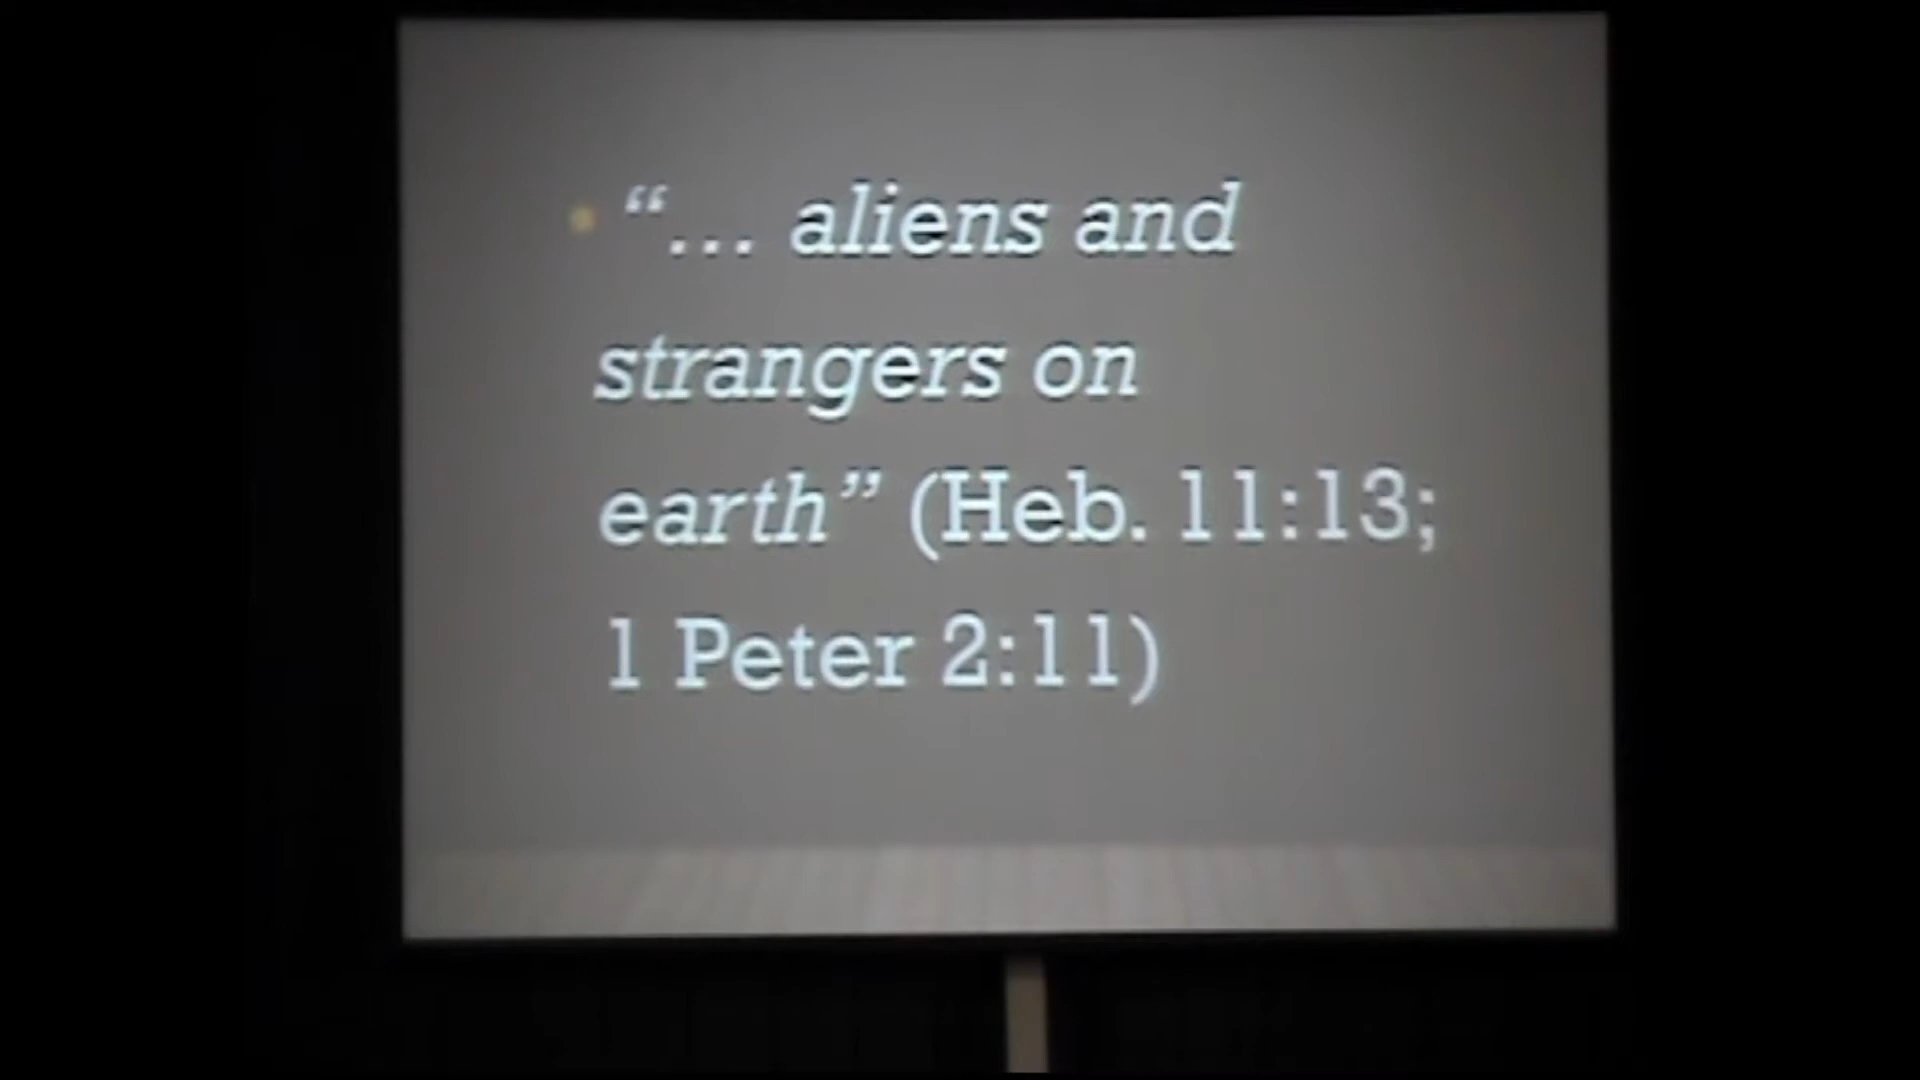 “... aliens and
strangers on
earth” (Heb. 11:13;
1 Peter 2:11)